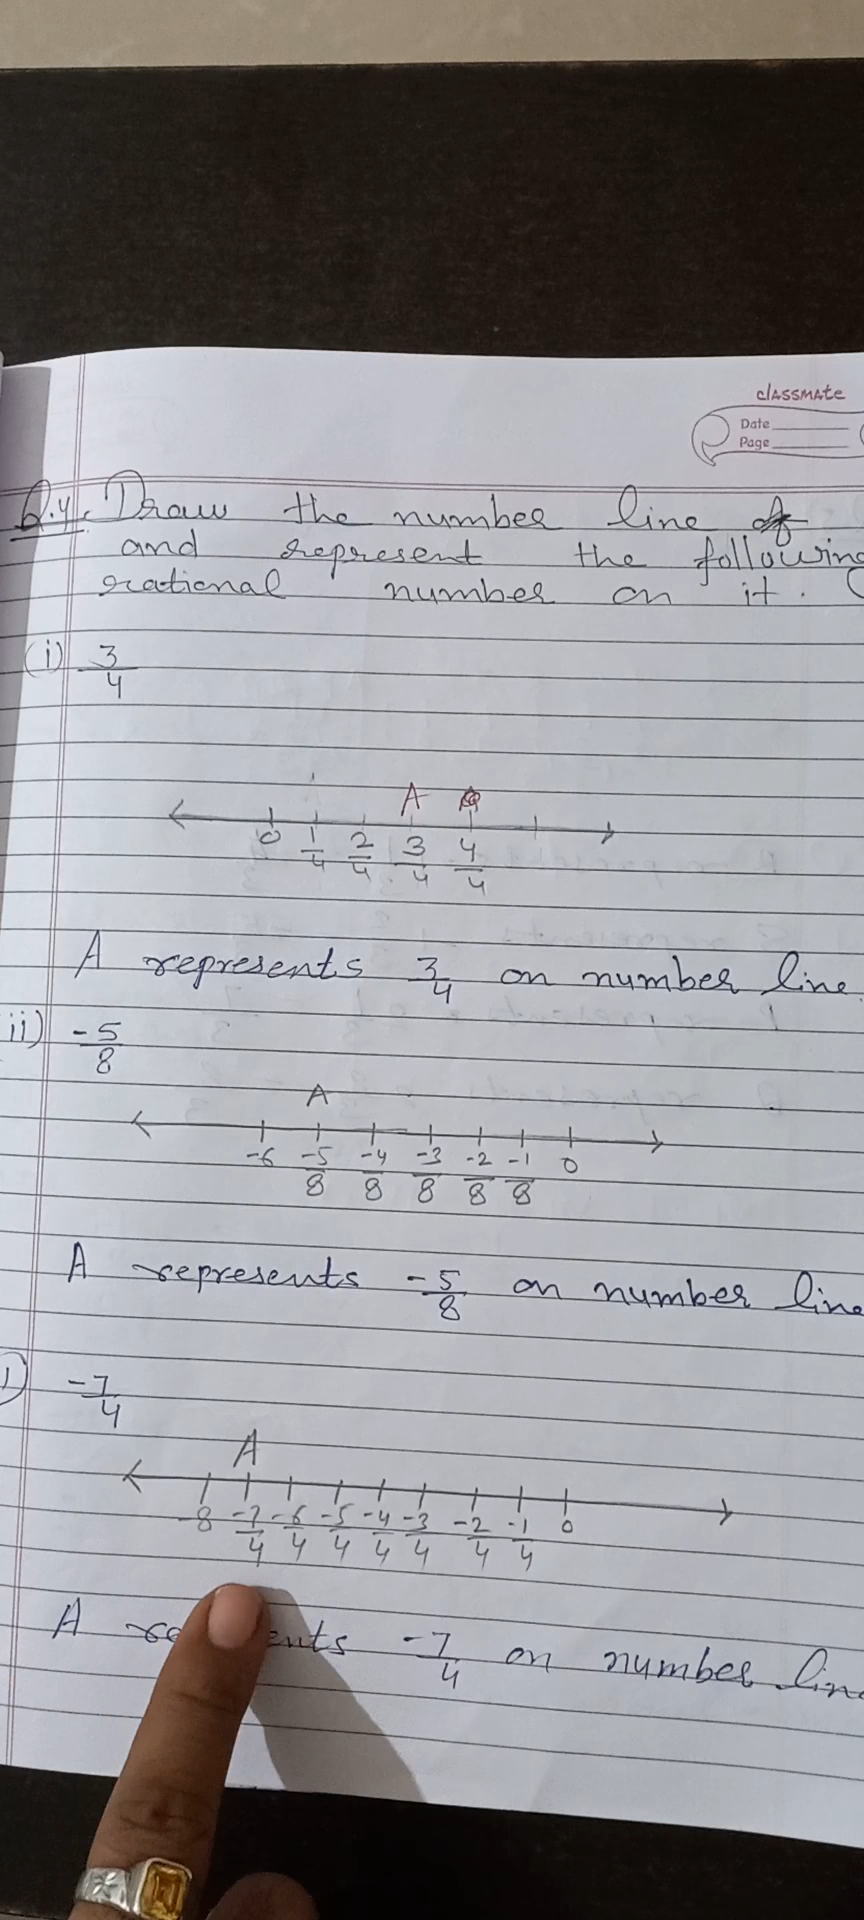 classmate
Date
Page
Q.4. Draw the number line
and represent the following
rational number on it.
(i) 3/4
A
0 1/4 2/4 3/4 4/4
A represents 3/4 on number line
ii) -5/8
A
-6 -5/8 -4/8 -3/8 -2/8 -1/8 0
A represents -5/8 on number line
-7/4
A
-8 -7/4 -6/4 -5/4 -4/4 -3/4 -2/4 -1/4 0
A -7/4 on number line